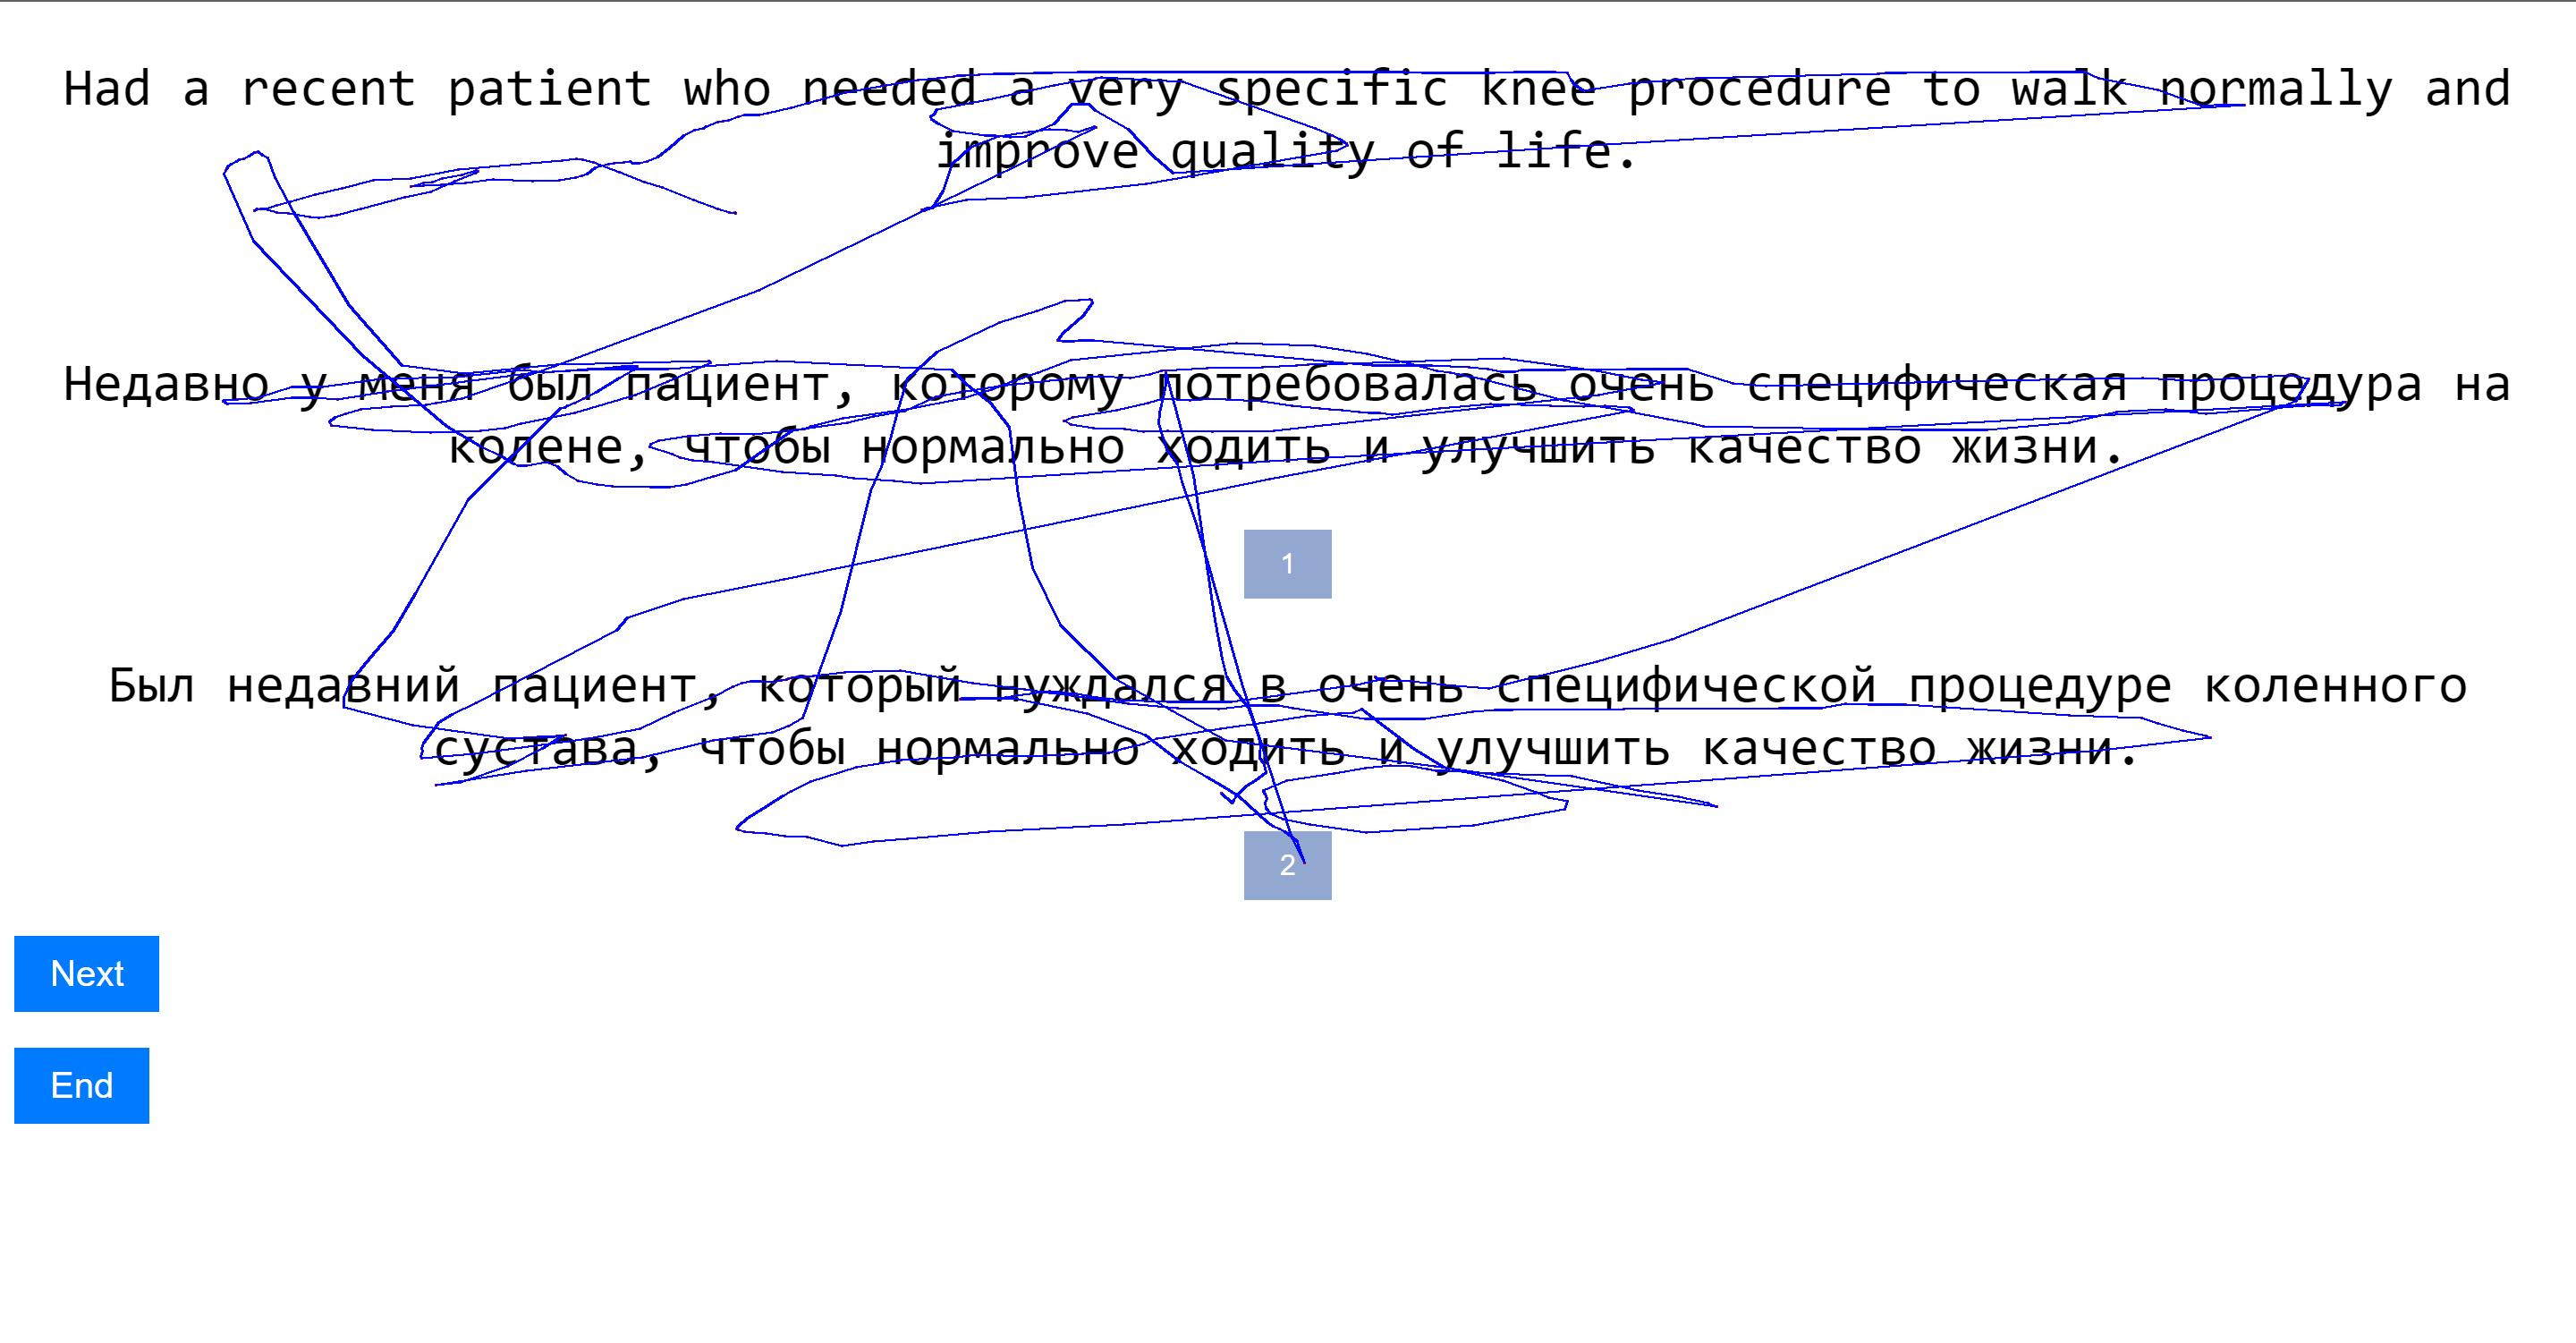 Had a recent patient who needed a very specific knee procedure to walk normally and
improve quality of life.
Недавно у меня был пациент, которому потребовалась очень специфическая процедура на
колене, чтобы нормально ходить и улучшить качество жизни.
1
Был недавний пациент, который нуждался в очень специфической процедуре коленного
сустава, чтобы нормально ходить и улучшить качество жизни.
2
Next
End